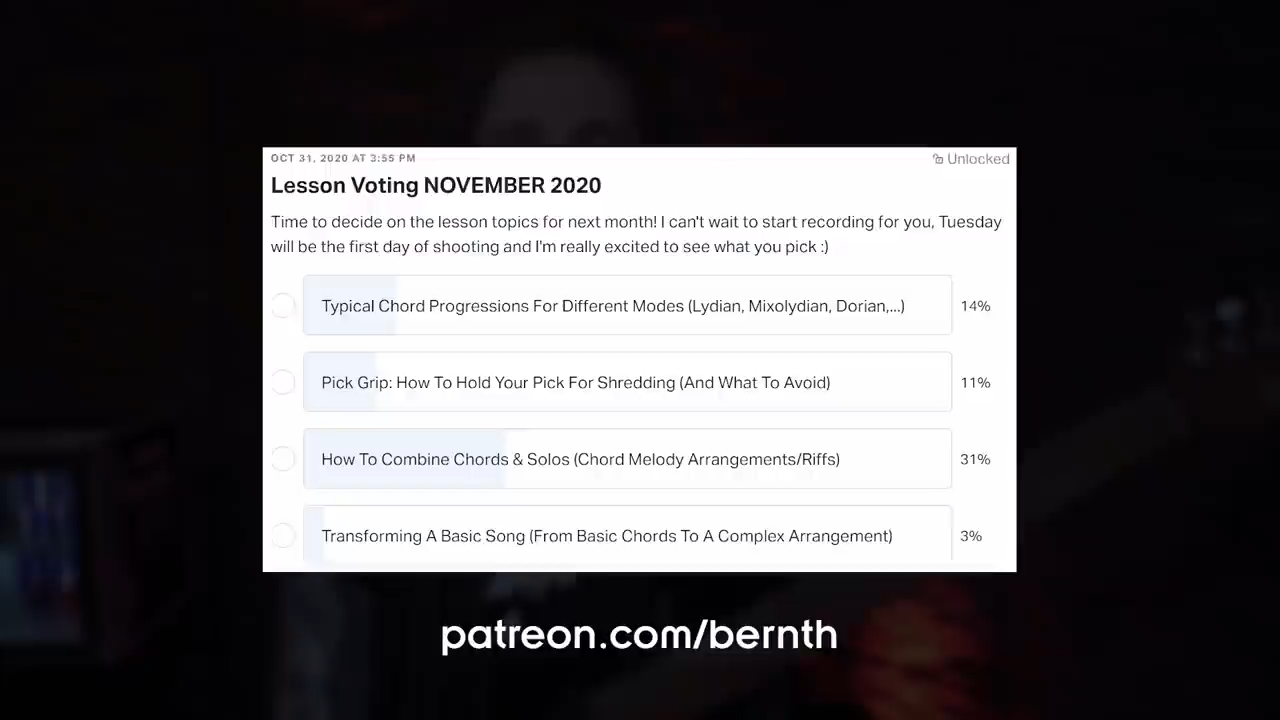 OCT 31, 2020 AT 3:55 PM
Unlocked
Lesson Voting NOVEMBER 2020
Time to decide on the lesson topics for next month! I can't wait to start recording for you, Tuesday
will be the first day of shooting and I'm really excited to see what you pick :)
Typical Chord Progressions For Different Modes (Lydian, Mixolydian, Dorian,...)
14%
Pick Grip: How To Hold Your Pick For Shredding (And What To Avoid)
11%
How To Combine Chords & Solos (Chord Melody Arrangements/Riffs)
31%
Transforming A Basic Song (From Basic Chords To A Complex Arrangement)
3%
patreon.com/bernth